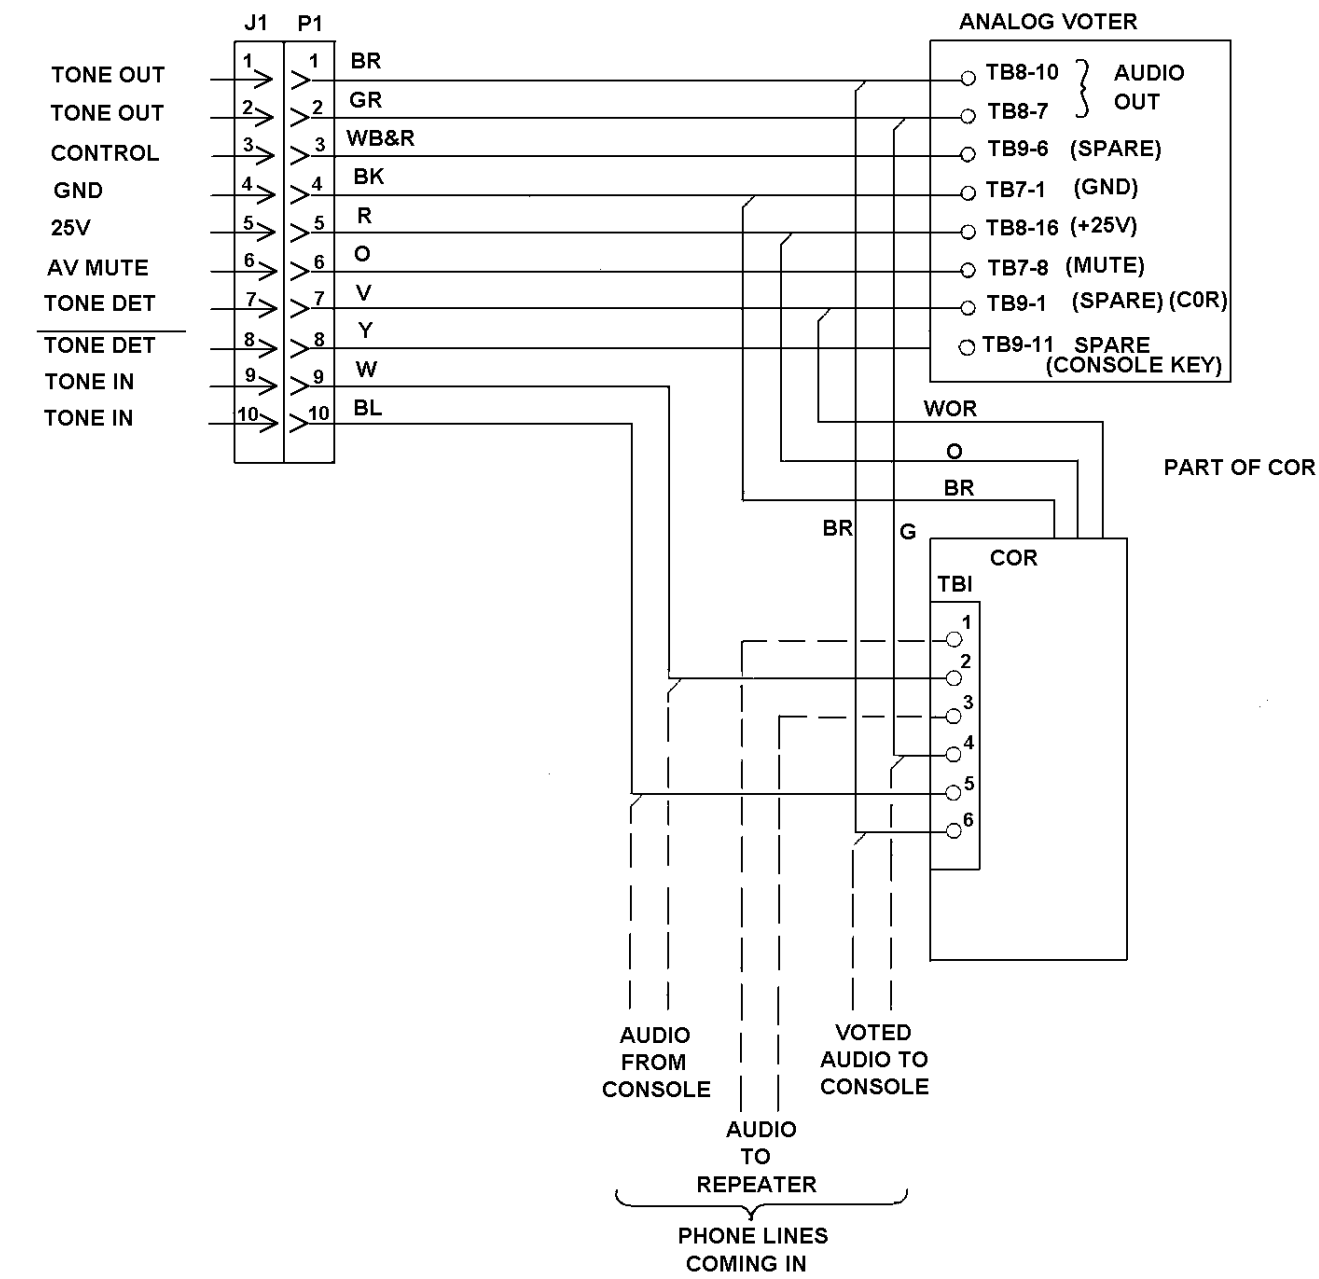 J1 P1 ANALOG VOTER
TONE OUT 1 1 BR TB8-10 AUDIO
OUT
TONE OUT 2 2 GR TB8-7
CONTROL 3 3 WB&R TB9-6 (SPARE)
GND 4 4 BK TB7-1 (GND)
25V 5 5 R TB8-16 (+25V)
AV MUTE 6 6 O TB7-8 (MUTE)
TONE DET 7 7 V TB9-1 (SPARE) (C0R)
TONE DET 8 8 Y TB9-11 SPARE
(CONSOLE KEY)
TONE IN 9 9 W
TONE IN 10 10 BL
WOR
O
PART OF COR
BR
BR G
COR
TBI
1
2
3
4
5
6
AUDIO
FROM
CONSOLE
VOTED
AUDIO TO
CONSOLE
AUDIO
TO
REPEATER
PHONE LINES
COMING IN